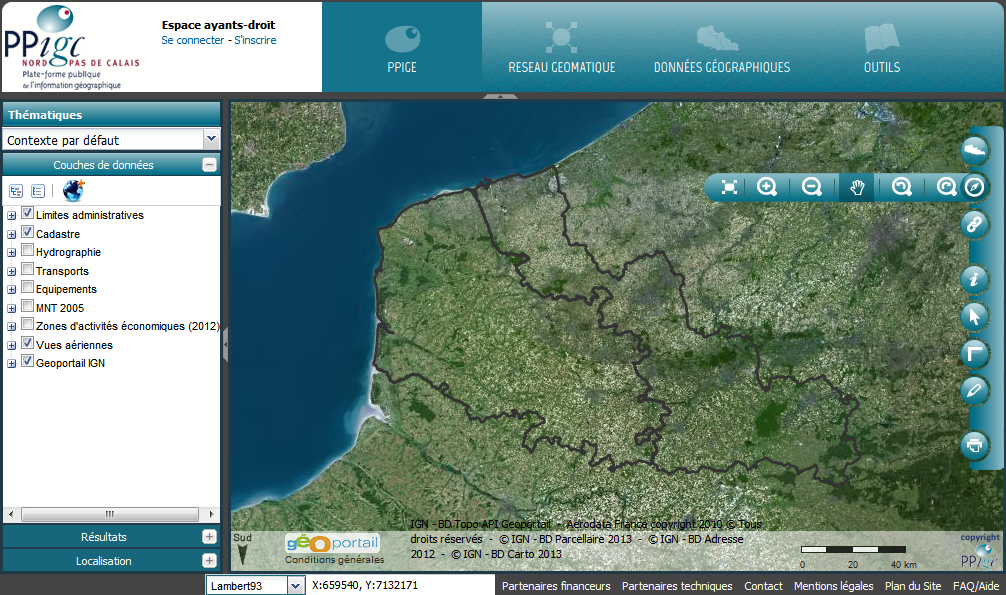 PPigc
NORD PAS DE CALAIS
Plate-forme publique
de l'information géographique
Espace ayants-droit
Se connecter - S'inscrire
PPIGE
RESEAU GEOMATIQUE
DONNÉES GÉOGRAPHIQUES
OUTILS
Thématiques
Contexte par défaut
Couches de données
Limites administratives
Cadastre
Hydrographie
Transports
Equipements
MNT 2005
Zones d'activités économiques (2012)
Vues aériennes
Geoportail IGN
Résultats
Localisation
Sud
géoportail
Conditions générales
IGN - BD Topo API Geoportail - Aerodata France copyright 2010 © Tous
droits réservés - © IGN - BD Parcellaire 2013 - © IGN - BD Adresse
2012 - © IGN - BD Carto 2013
0 20 40 km
copyright
PPigc
Lambert93
X:659540, Y:7132171
Partenaires financeurs
Partenaires techniques
Contact
Mentions légales
Plan du Site
FAQ/Aide